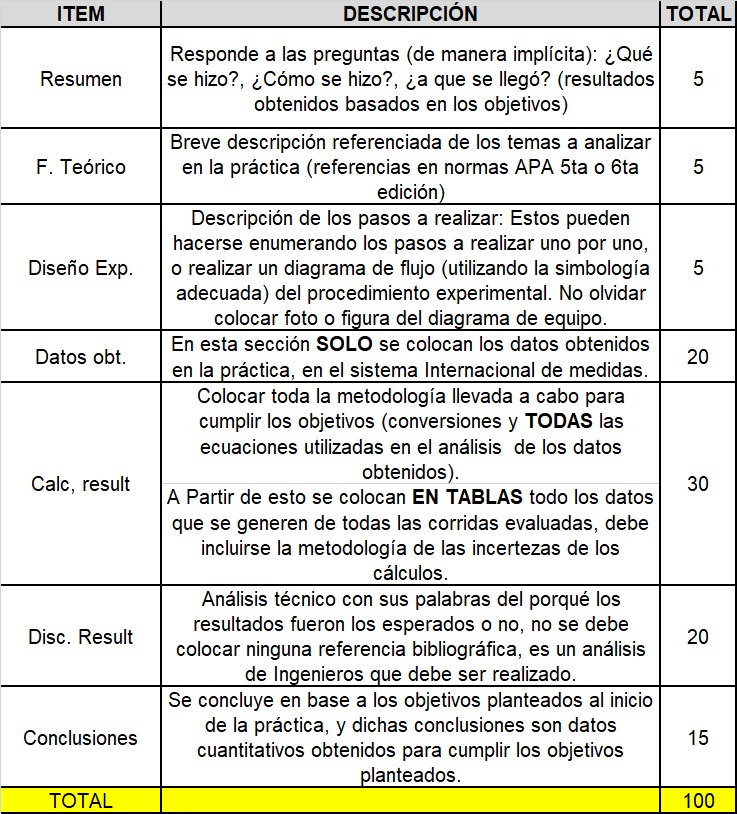 ITEM DESCRIPCIÓN TOTAL
Resumen
Responde a las preguntas (de manera implícita): ¿Qué
se hizo?, ¿Cómo se hizo?, ¿a que se llegó? (resultados
obtenidos basados en los objetivos)
5
F. Teórico
Breve descripción referenciada de los temas a analizar
en la práctica (referencias en normas APA 5ta o 6ta
edición)
5
Diseño Exp.
Descripción de los pasos a realizar: Estos pueden
hacerse enumerando los pasos a realizar uno por uno,
o realizar un diagrama de flujo (utilizando la simbología
adecuada) del procedimiento experimental. No olvidar
colocar foto o figura del diagrama de equipo.
5
Datos obt.
En esta sección SOLO se colocan los datos obtenidos
en la práctica, en el sistema Internacional de medidas.
20
Calc, result
Colocar toda la metodología llevada a cabo para
cumplir los objetivos (conversiones y TODAS las
ecuaciones utilizadas en el análisis de los datos
obtenidos).
A Partir de esto se colocan EN TABLAS todo los datos
que se generen de todas las corridas evaluadas, debe
incluirse la metodología de las incertezas de los
cálculos.
30
Disc. Result
Análisis técnico con sus palabras del porqué los
resultados fueron los esperados o no, no se debe
colocar ninguna referencia bibliográfica, es un análisis
de Ingenieros que debe ser realizado.
20
Conclusiones
Se concluye en base a los objetivos planteados al inicio
de la práctica, y dichas conclusiones son datos
cuantitativos obtenidos para cumplir los objetivos
planteados.
15
TOTAL 100